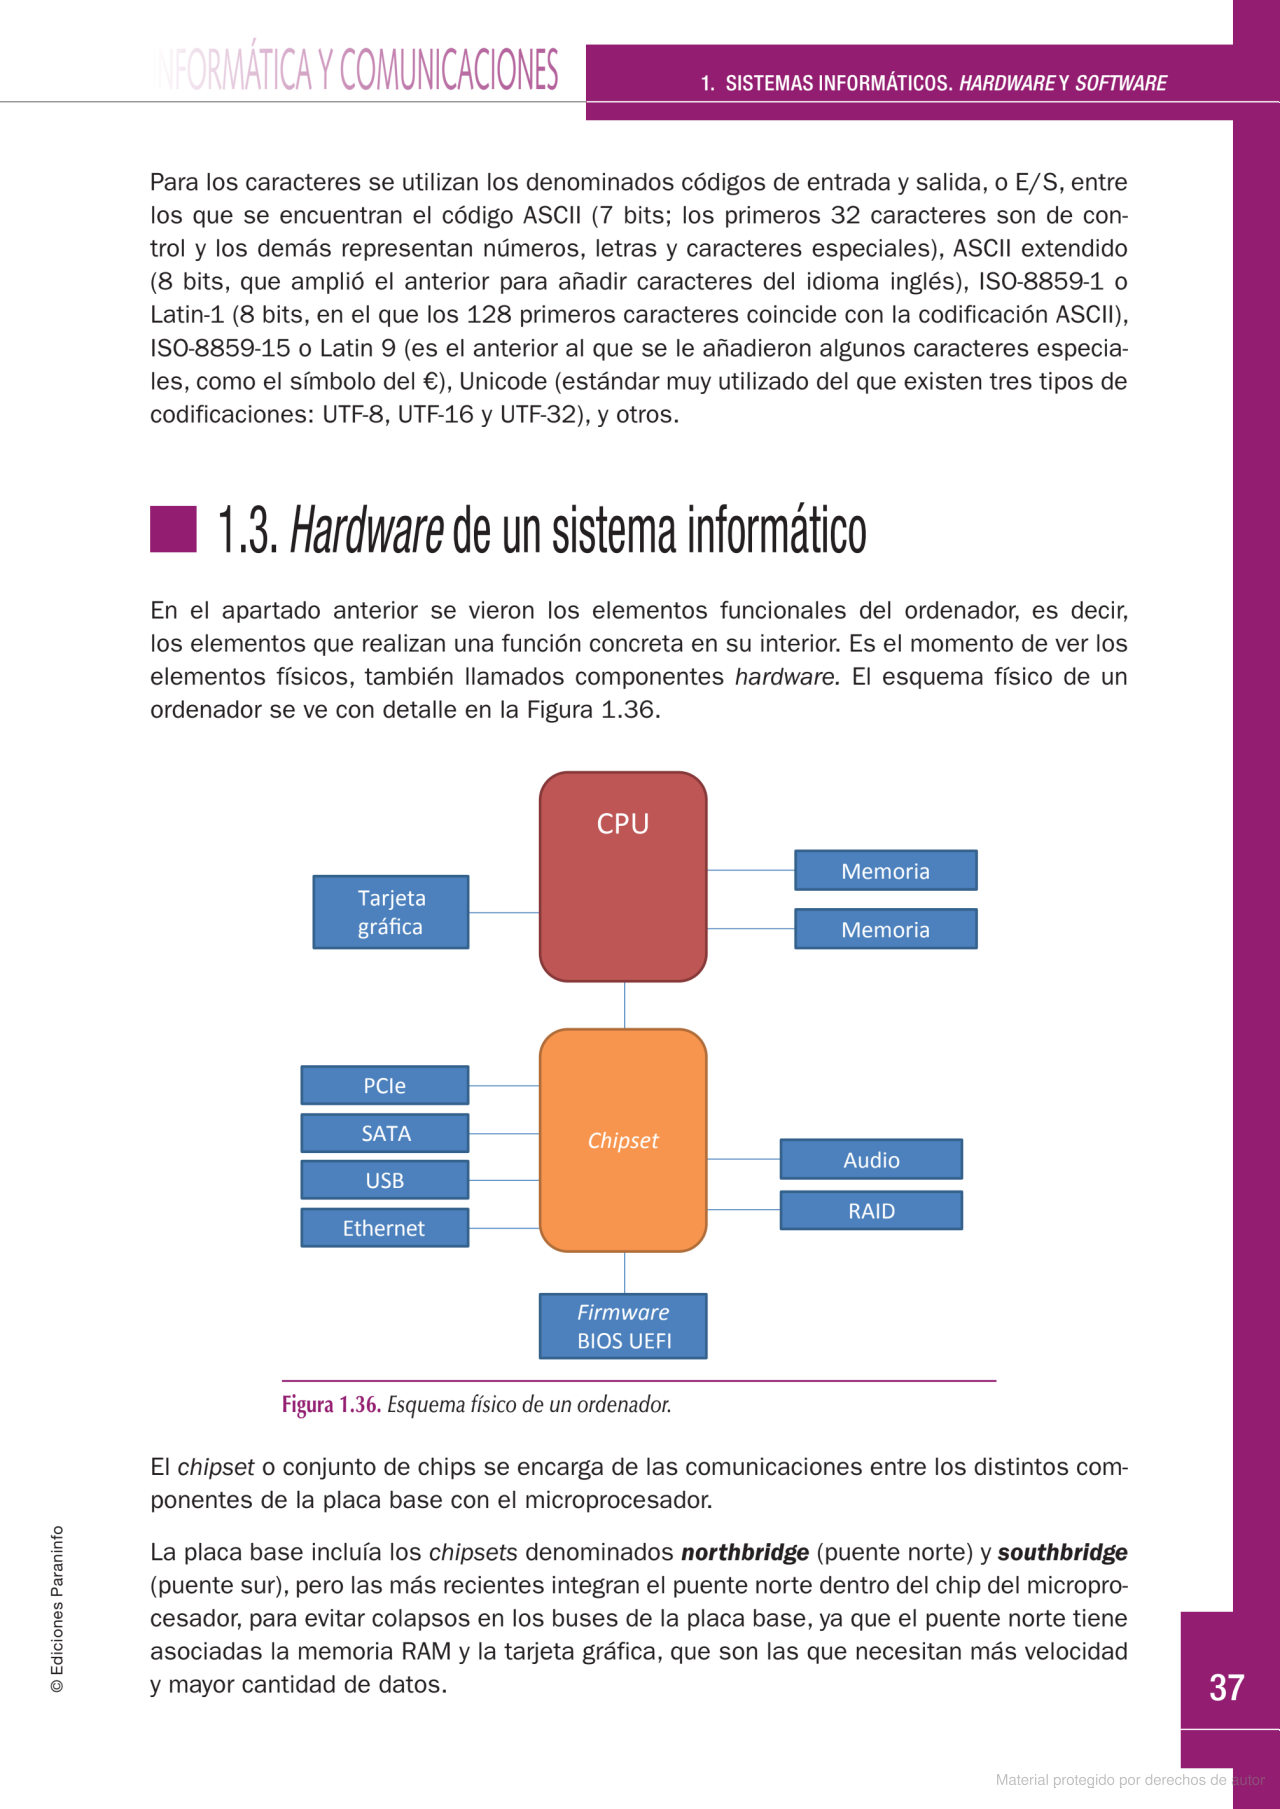 INFORMÁTICA Y COMUNICACIONES
1. SISTEMAS INFORMÁTICOS. HARDWARE Y SOFTWARE
Para los caracteres se utilizan los denominados códigos de entrada y salida, o E/S, entre
los que se encuentran el código ASCII (7 bits; los primeros 32 caracteres son de con-
trol y los demás representan números, letras y caracteres especiales), ASCII extendido
(8 bits, que amplió el anterior para añadir caracteres del idioma inglés), ISO-8859-1 o
Latin-1 (8 bits, en el que los 128 primeros caracteres coincide con la codificación ASCII),
ISO-8859-15 o Latin 9 (es el anterior al que se le añadieron algunos caracteres especia-
les, como el símbolo del €), Unicode (estándar muy utilizado del que existen tres tipos de
codificaciones: UTF-8, UTF-16 y UTF-32), y otros.
1.3. Hardware de un sistema informático
En el apartado anterior se vieron los elementos funcionales del ordenador, es decir,
los elementos que realizan una función concreta en su interior. Es el momento de ver los
elementos físicos, también llamados componentes hardware. El esquema físico de un
ordenador se ve con detalle en la Figura 1.36.
CPU
Tarjeta
gráfica
Memoria
Memoria
PCIe
SATA
USB
Ethernet
Chipset
Audio
RAID
Firmware
BIOS UEFI
Figura 1.36. Esquema físico de un ordenador.
El chipset o conjunto de chips se encarga de las comunicaciones entre los distintos com-
ponentes de la placa base con el microprocesador.
La placa base incluía los chipsets denominados northbridge (puente norte) y southbridge
(puente sur), pero las más recientes integran el puente norte dentro del chip del micropro-
cesador, para evitar colapsos en los buses de la placa base, ya que el puente norte tiene
asociadas la memoria RAM y la tarjeta gráfica, que son las que necesitan más velocidad
y mayor cantidad de datos.
© Ediciones Paraninfo
37
Material protegido por derechos de autor